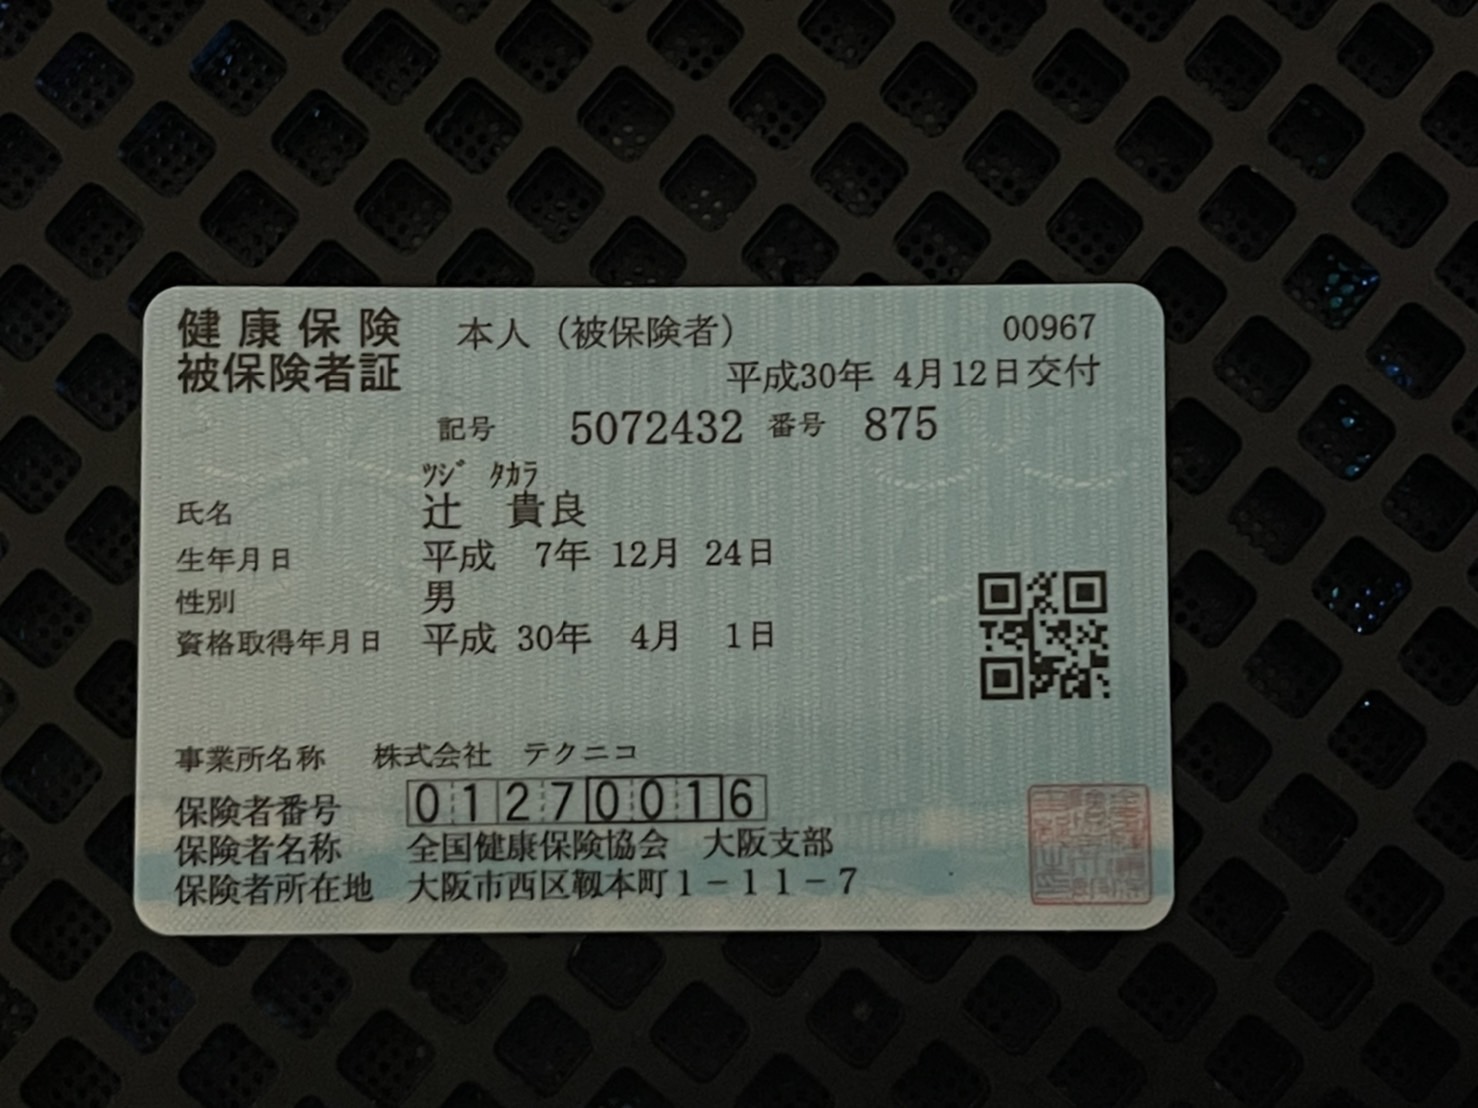 健康保険 本人（被保険者） 00967
被保険者証 平成30年 4月12日交付
記号 5072432 番号 875
ﾂｼﾞ ﾀｶﾗ
氏名 辻 貴良
生年月日 平成 7年 12月 24日
性別 男
資格取得年月日 平成 30年 4月 1日
事業所名称 株式会社 テクニコ
保険者番号 01270016
保険者名称 全国健康保険協会 大阪支部
保険者所在地 大阪市西区靱本町1－11－7